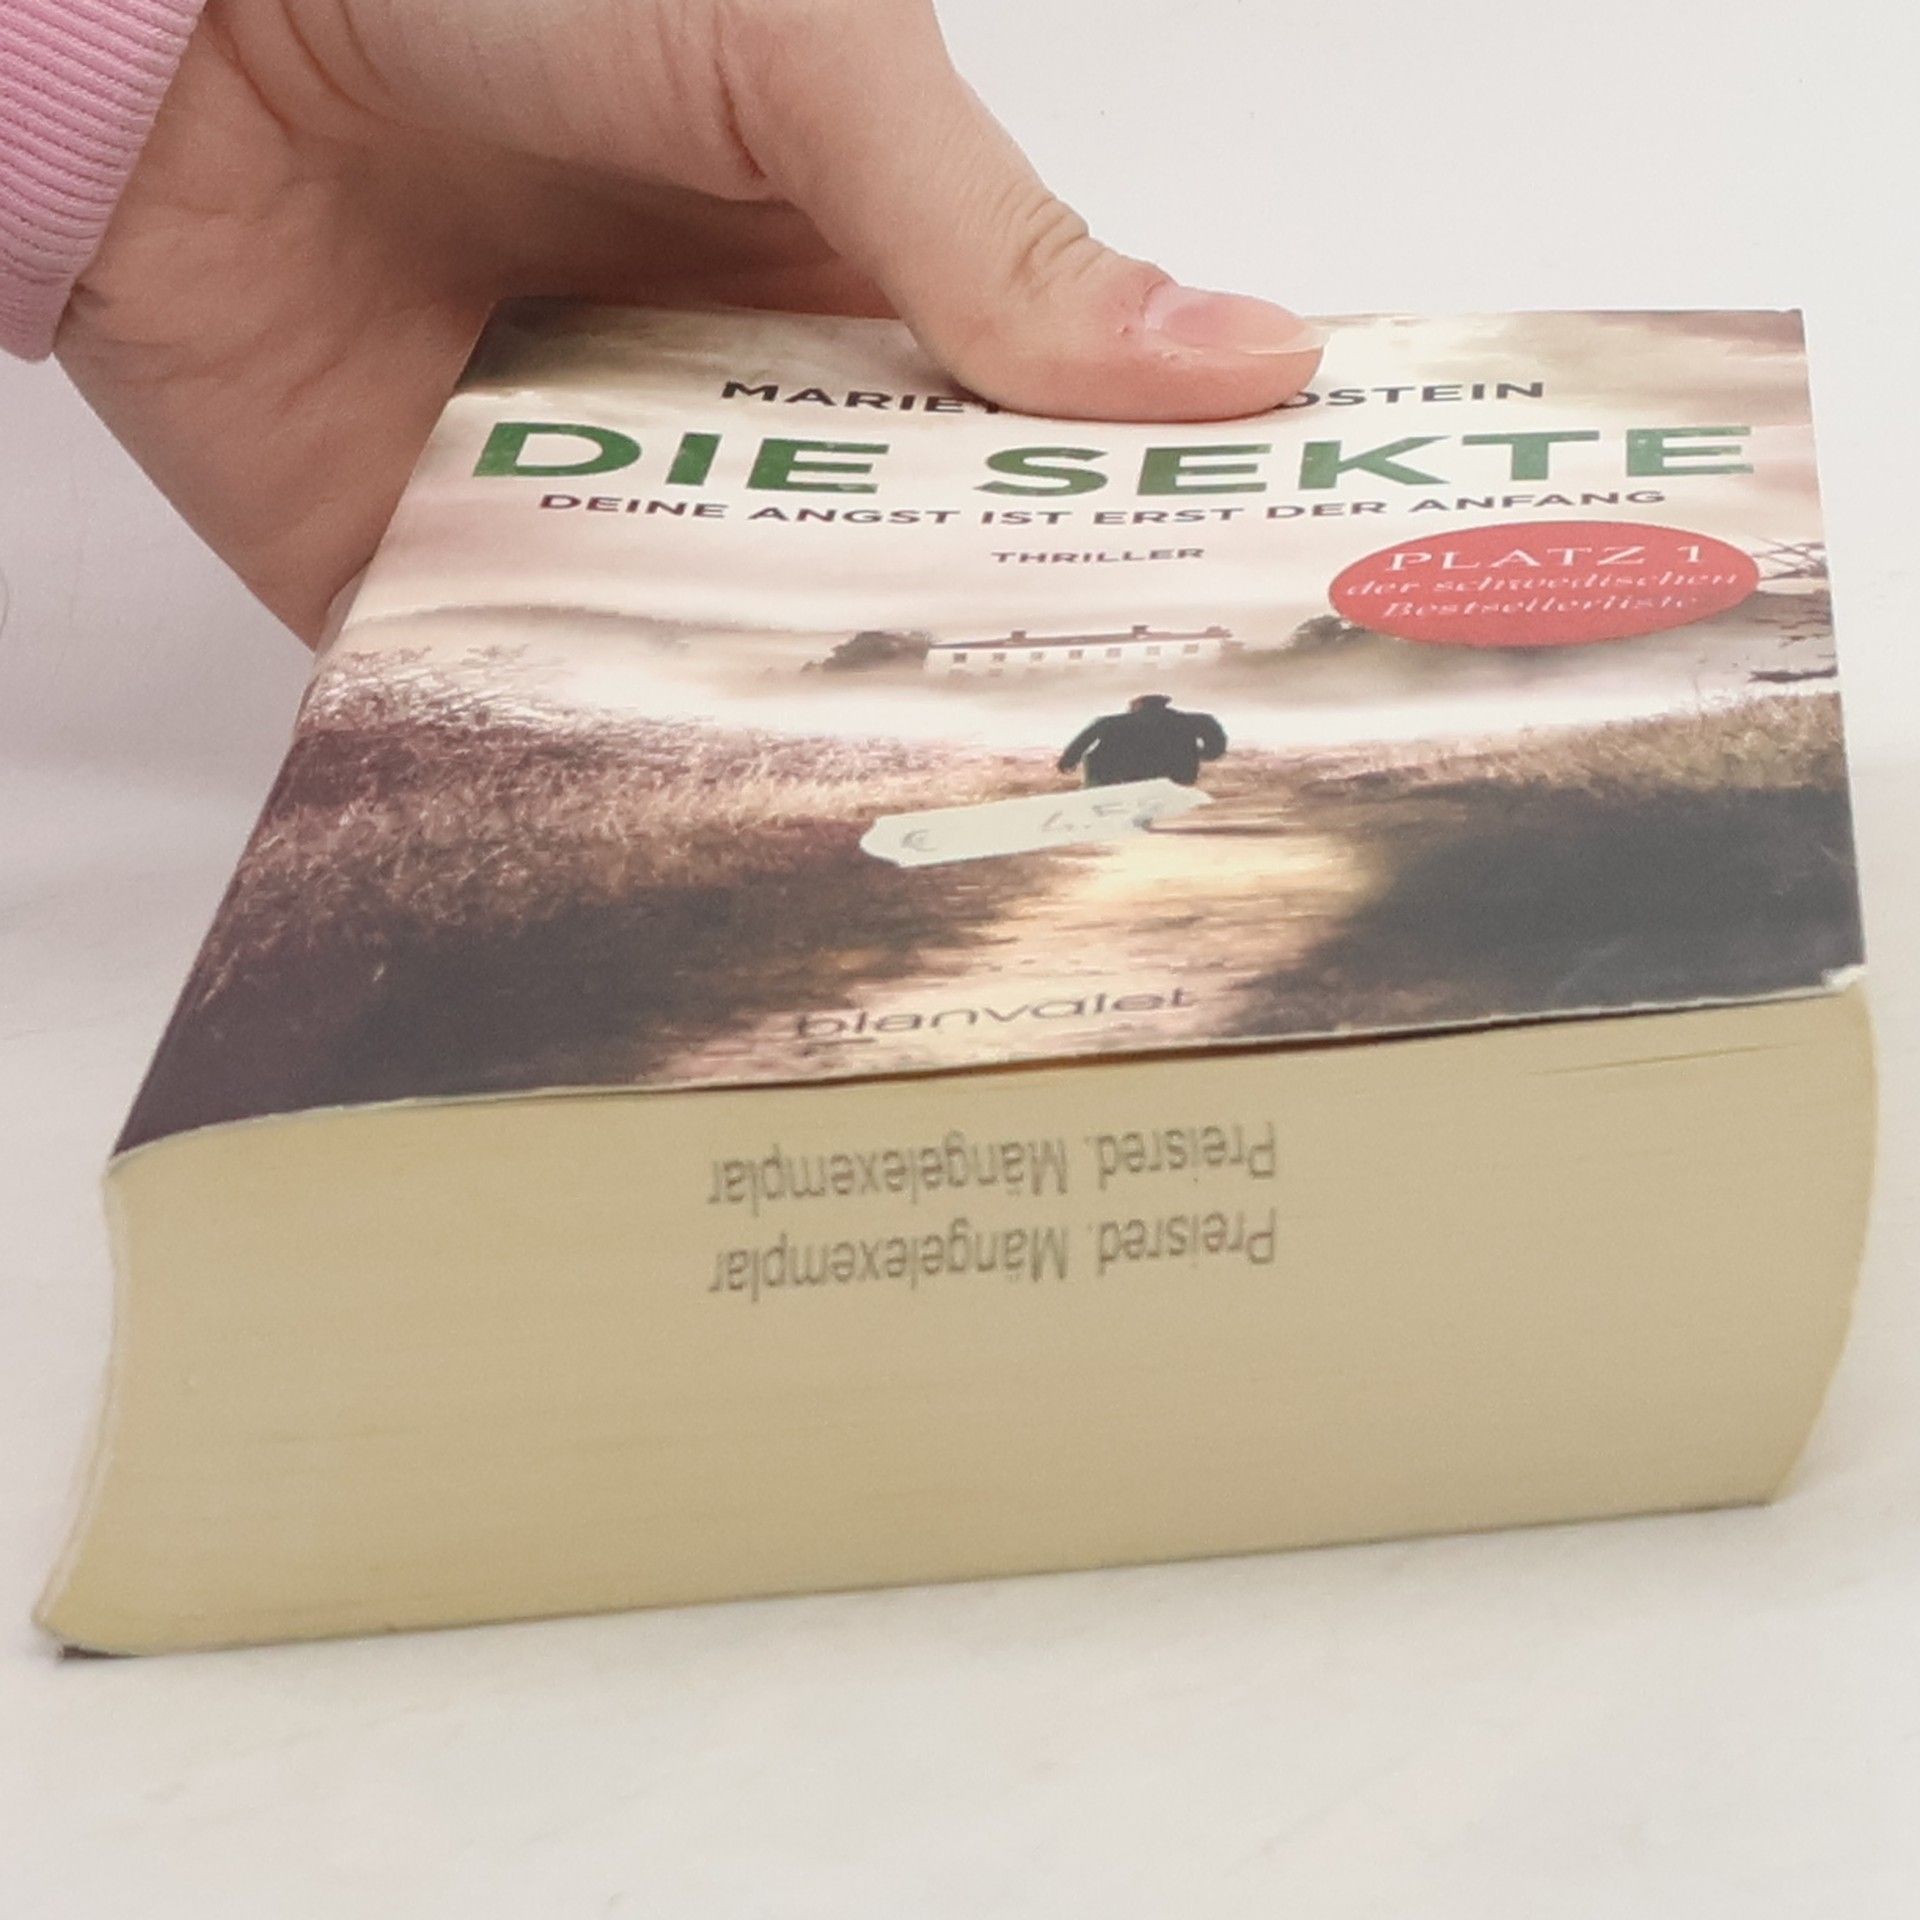 MARIE DSTEIN
DIE SEKTE
DEINE ANGST IST ERST DER ANFANG
THRILLER
PLATZ 1
der schwedischen
Bestsellerliste
€
blanvalet
Preisred. Mängelexemplar
Preisred. Mängelexemplar